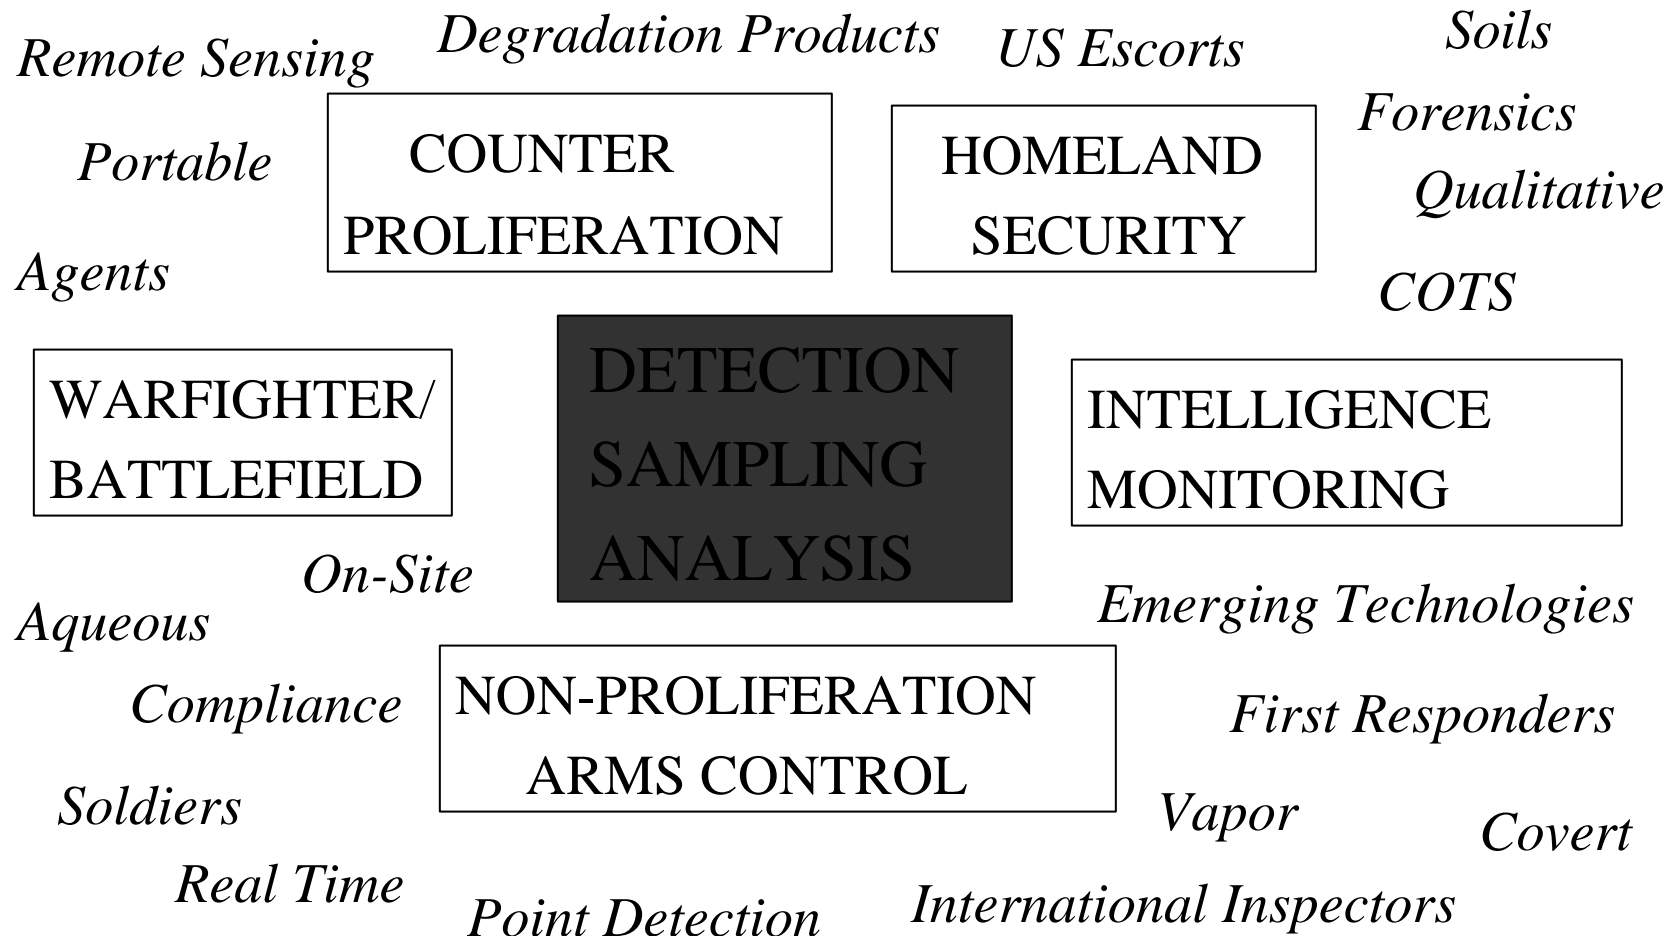 Remote Sensing
Degradation Products
US Escorts
Soils
Portable
COUNTER
PROLIFERATION
HOMELAND
SECURITY
Forensics
Qualitative
Agents
COTS
WARFIGHTER/
BATTLEFIELD
DETECTION
SAMPLING
ANALYSIS
INTELLIGENCE
MONITORING
On-Site
Aqueous
Emerging Technologies
Compliance
NON-PROLIFERATION
ARMS CONTROL
First Responders
Soldiers
Vapor
Covert
Real Time
Point Detection
International Inspectors